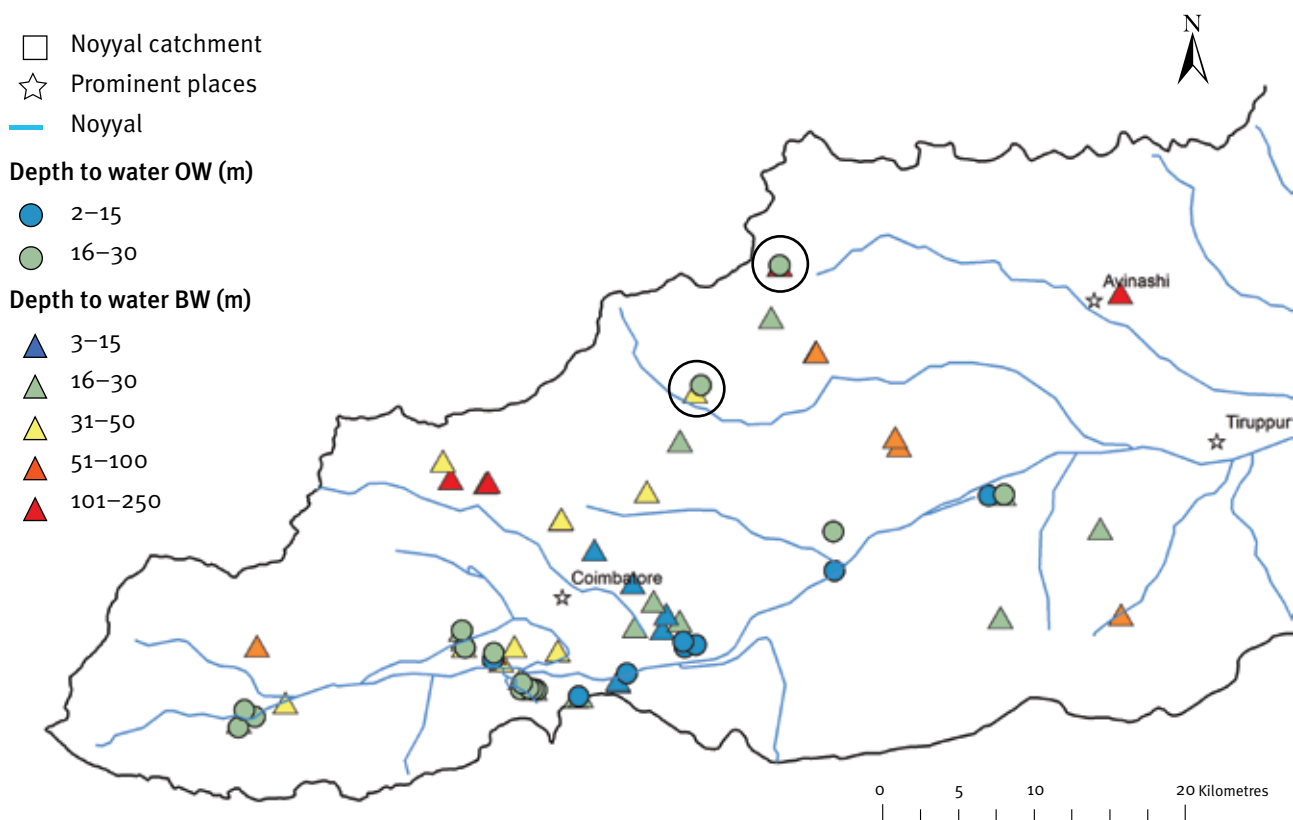 Noyyal catchment
Prominent places
Noyyal
Depth to water OW (m)
2–15
16–30
Depth to water BW (m)
3–15
16–30
31–50
51–100
101–250
N
Avinashi
Tiruppur
Coimbatore
0 5 10 20 Kilometres